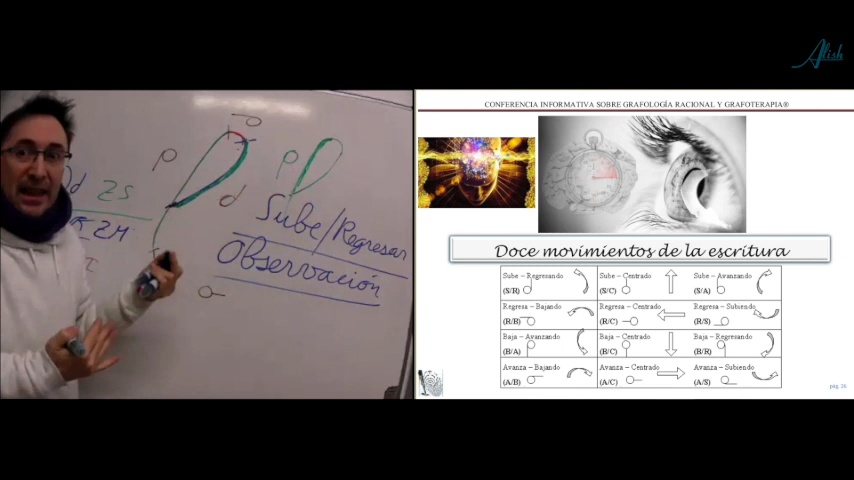 Alish
CONFERENCIA INFORMATIVA SOBRE GRAFOLOGÍA RACIONAL Y GRAFOTERAPIA®
Sube/Regresar
Observación
Doce movimientos de la escritura
Sube – Regresando
(S/R)
Sube – Centrado
(S/C)
Sube – Avanzando
(S/A)
Regresa – Bajando
(R/B)
Regresa – Centrado
(R/C)
Regresa – Subiendo
(R/S)
Baja – Avanzando
(B/A)
Baja – Centrado
(B/C)
Baja – Regresando
(B/R)
Avanza – Bajando
(A/B)
Avanza – Centrado
(A/C)
Avanza – Subiendo
(A/S)